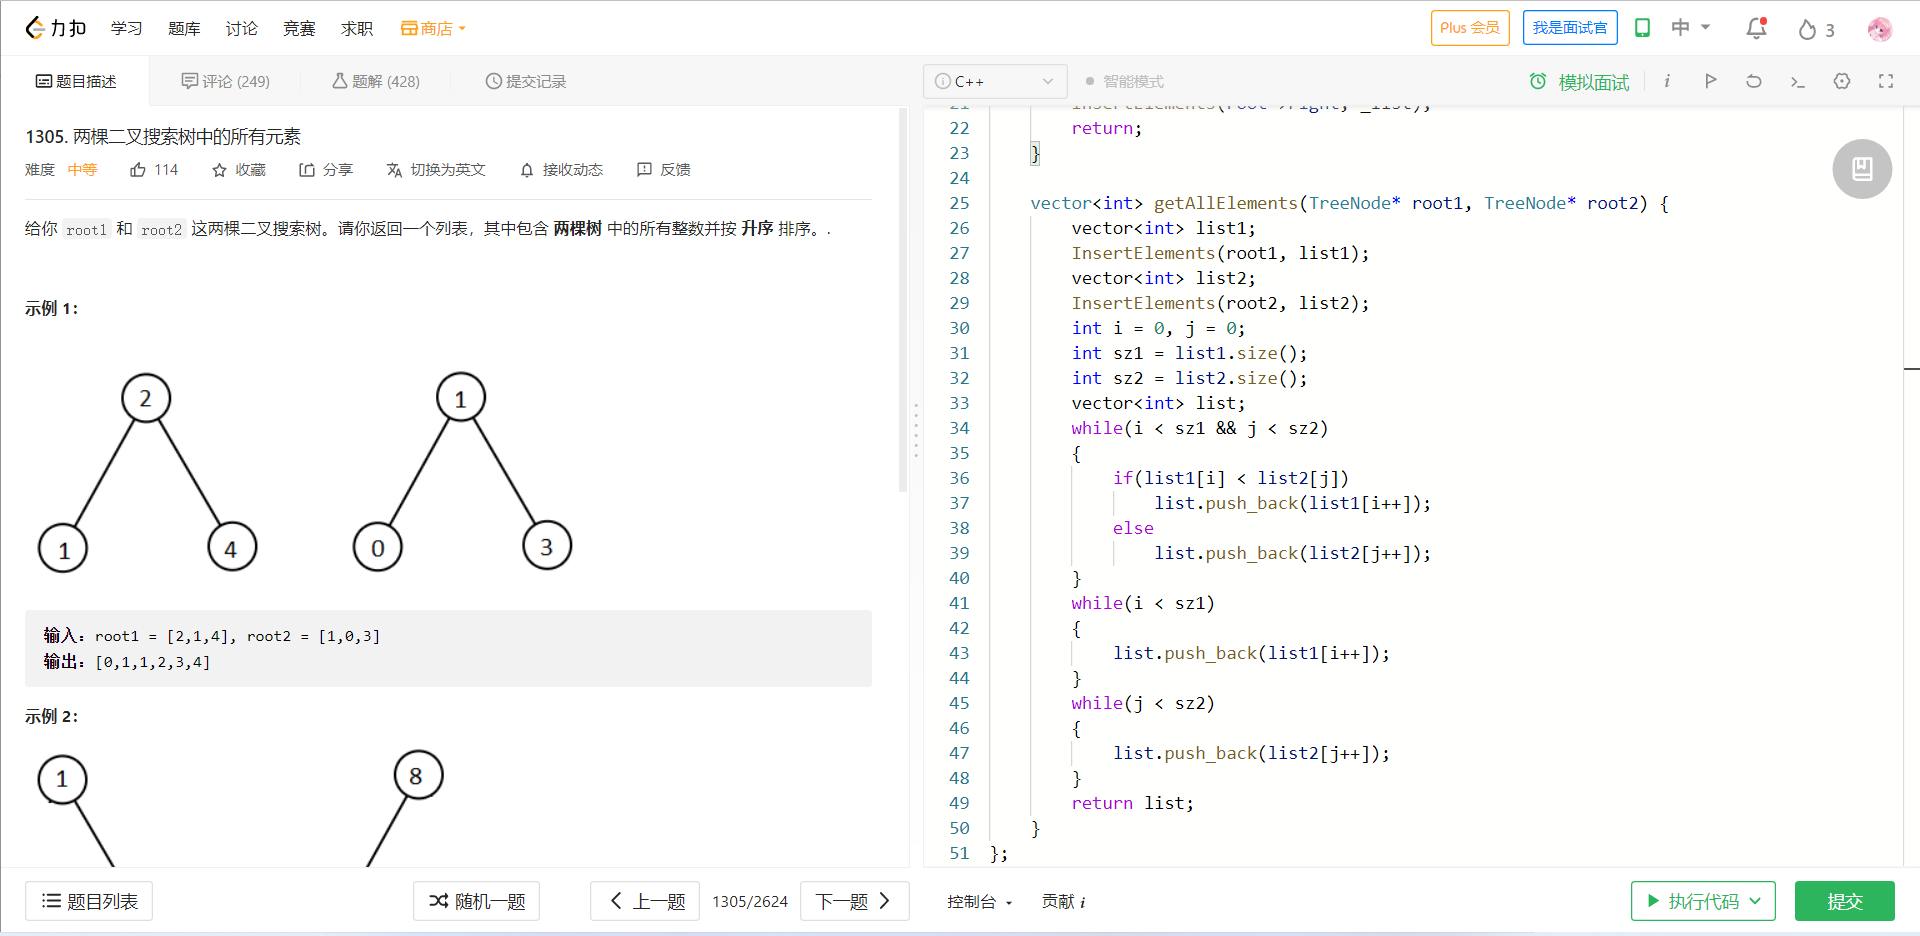 力扣 学习 题库 讨论 竞赛 求职 商店 Plus 会员 我是面试官 中 3
题目描述 评论 (249) 题解 (428) 提交记录
1305. 两棵二叉搜索树中的所有元素
难度 中等 114 收藏 分享 切换为英文 接收动态 反馈
给你 root1 和 root2 这两棵二叉搜索树。请你返回一个列表，其中包含 两棵树 中的所有整数并按 升序 排序。.
示例 1：
2
1
1
4
0
3
输入：root1 = [2,1,4], root2 = [1,0,3]
输出：[0,1,1,2,3,4]
示例 2：
1
8
题目列表 随机一题 上一题 1305/2624 下一题
C++ 智能模式 模拟面试
21 InsertElements(root->right, _list);
22 return;
23 }
24
25 vector<int> getAllElements(TreeNode* root1, TreeNode* root2) {
26 vector<int> list1;
27 InsertElements(root1, list1);
28 vector<int> list2;
29 InsertElements(root2, list2);
30 int i = 0, j = 0;
31 int sz1 = list1.size();
32 int sz2 = list2.size();
33 vector<int> list;
34 while(i < sz1 && j < sz2)
35 {
36 if(list1[i] < list2[j])
37 list.push_back(list1[i++]);
38 else
39 list.push_back(list2[j++]);
40 }
41 while(i < sz1)
42 {
43 list.push_back(list1[i++]);
44 }
45 while(j < sz2)
46 {
47 list.push_back(list2[j++]);
48 }
49 return list;
50 }
51 };
控制台 贡献 i 执行代码 提交